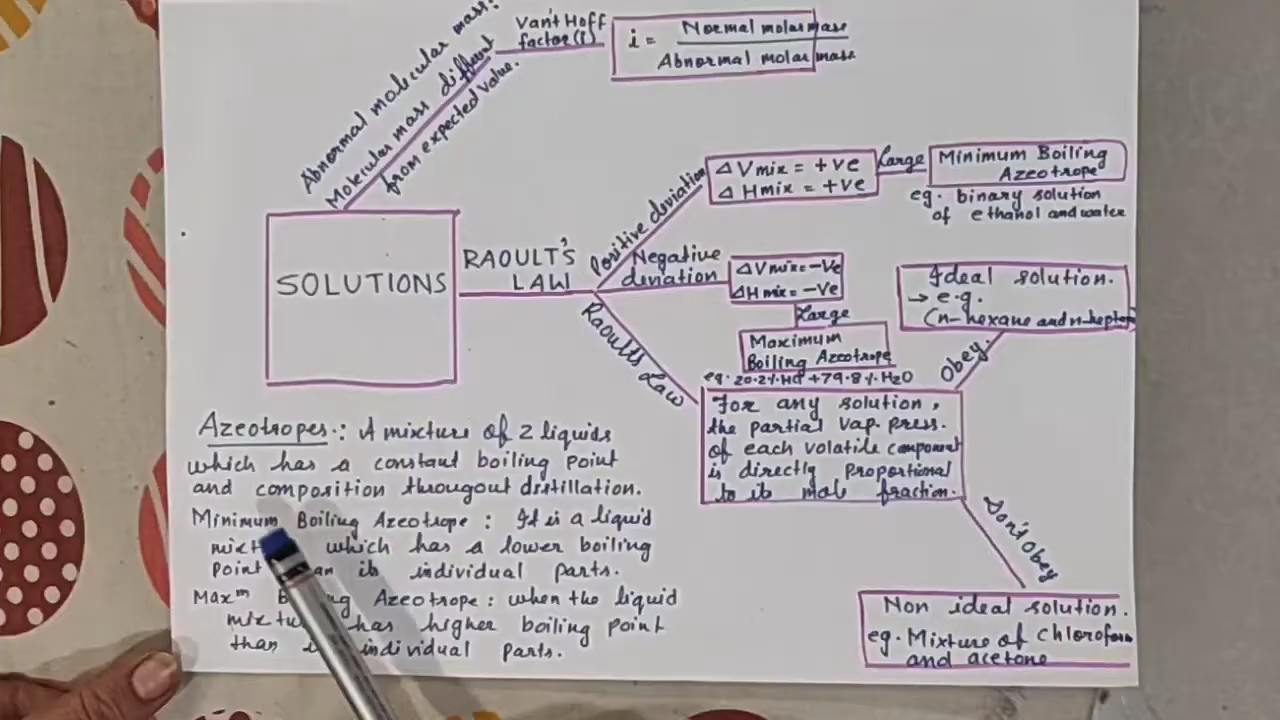 Abnormal molecular mass:
Molecular mass different
from expected value.
Van't Hoff
factor(i)
i = Normal molar mass
Abnormal molar mass
SOLUTIONS
RAOULT'S
LAW
Positive deviation
Δ Vmix = +ve
Δ Hmix = +ve
Large
Minimum Boiling
Azeotrope
eg. binary solution
of ethanol and water
Negative
deviation
ΔVmix = -Ve
ΔHmix = -Ve
Large
Maximum
Boiling Azeotrope
eg. 20.2% HCl + 79.8% H2O
Raoults Law
For any solution,
the partial vap. press.
of each volatile component
is directly proportional
to its mole fraction.
Obey.
Ideal solution.
→ e.g.
(n-hexane and n-heptane
Don't Obey
Non ideal solution.
eg. Mixture of chloroform
and acetone
Azeotropes.: A mixture of 2 liquids
which has a constant boiling point
and composition througout distillation.
Minimum Boiling Azeotrope : It is a liquid
which has a lower boiling
point individual parts.
Maxm Azeotrope : when the liquid
has higher boiling point
than individual parts.